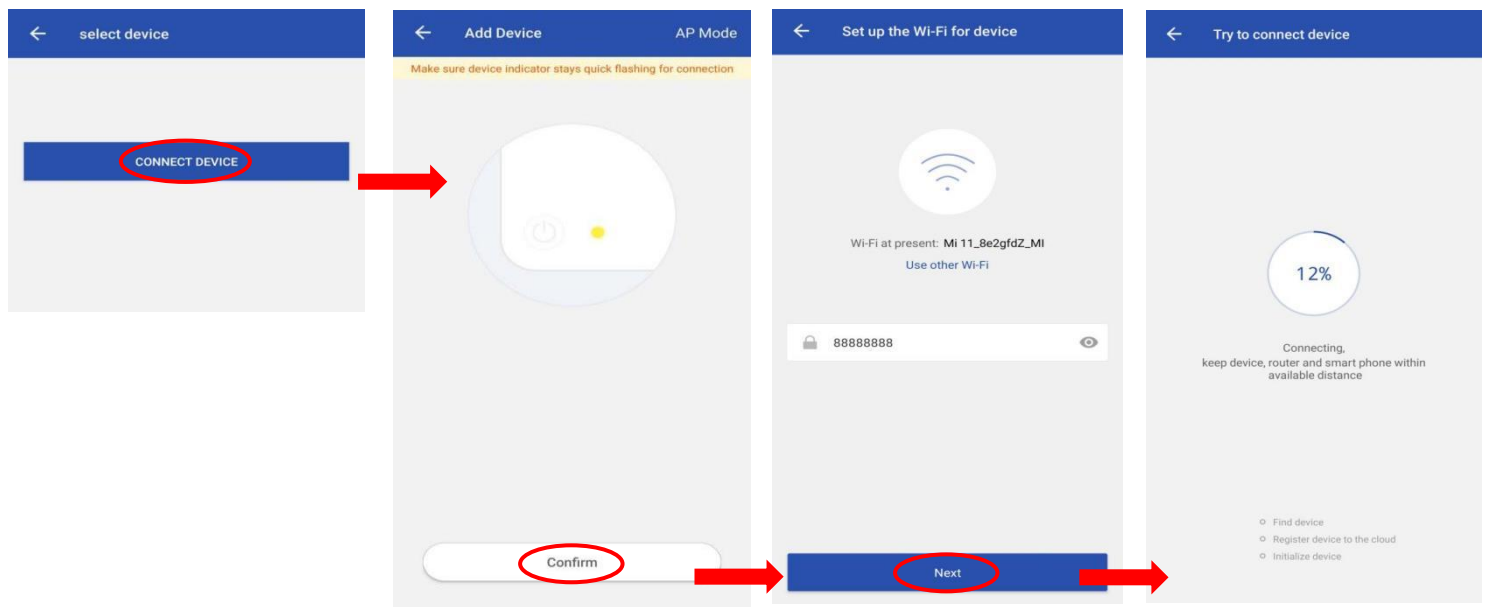 select device
CONNECT DEVICE
Add Device
AP Mode
Make sure device indicator stays quick flashing for connection
Confirm
Set up the Wi-Fi for device
Wi-Fi at present: Mi 11_8e2gfdZ_MI
Use other Wi-Fi
88888888
Next
Try to connect device
12%
Connecting,
keep device, router and smart phone within
available distance
Find device
Register device to the cloud
Initialize device